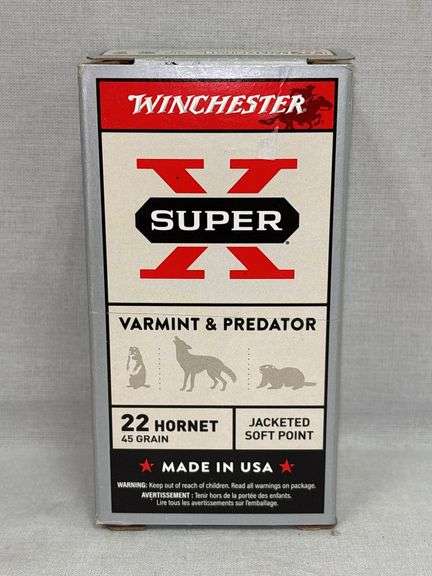 WINCHESTER
X
SUPER
VARMINT & PREDATOR
22 HORNET
45 GRAIN
JACKETED
SOFT POINT
★ MADE IN USA ★
WARNING: Keep out of reach of children. Read all warnings on package.
AVERTISSEMENT : Tenir hors de la portée des enfants.
Lire tous les avertissements sur l'emballage.